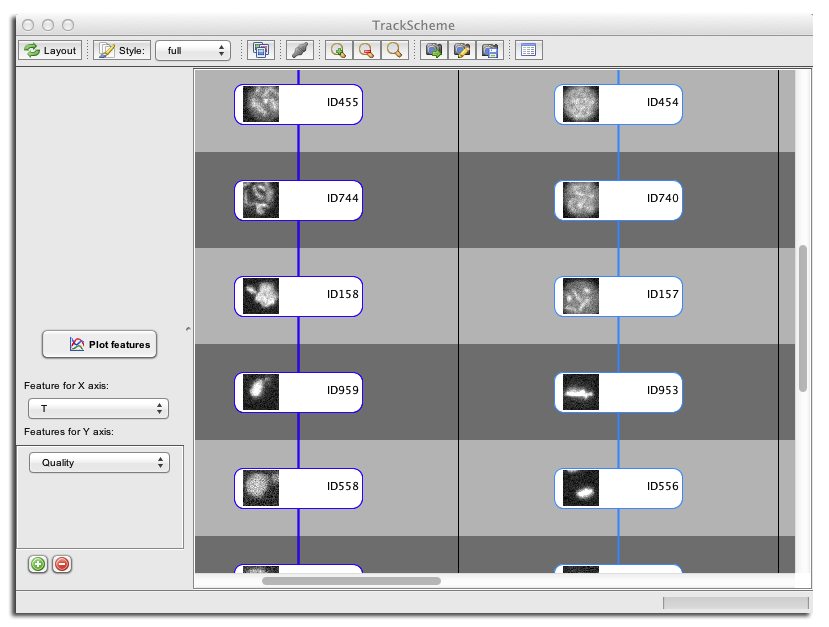 TrackScheme
Layout
Style:
full
ID455
ID454
ID744
ID740
ID158
ID157
Plot features
ID959
ID953
Feature for X axis:
T
Features for Y axis:
Quality
ID558
ID556